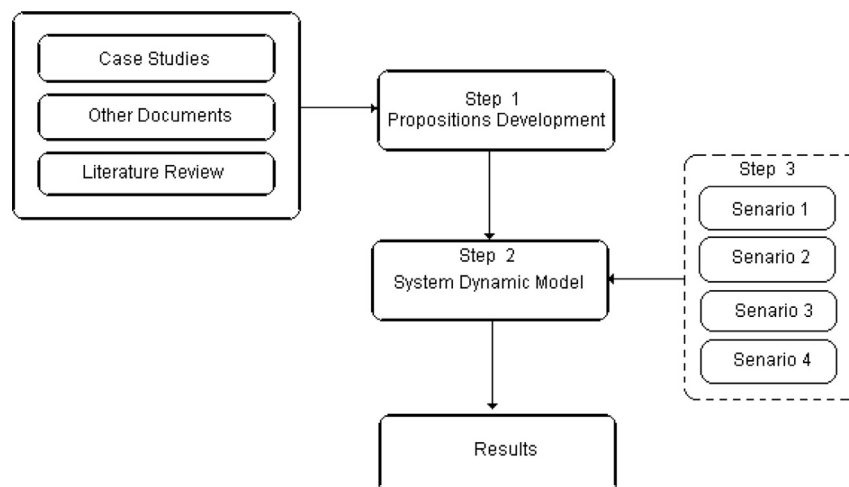 Case Studies
Other Documents
Literature Review
Step 1
Propositions Development
Step 2
System Dynamic Model
Step 3
Senario 1
Senario 2
Senario 3
Senario 4
Results